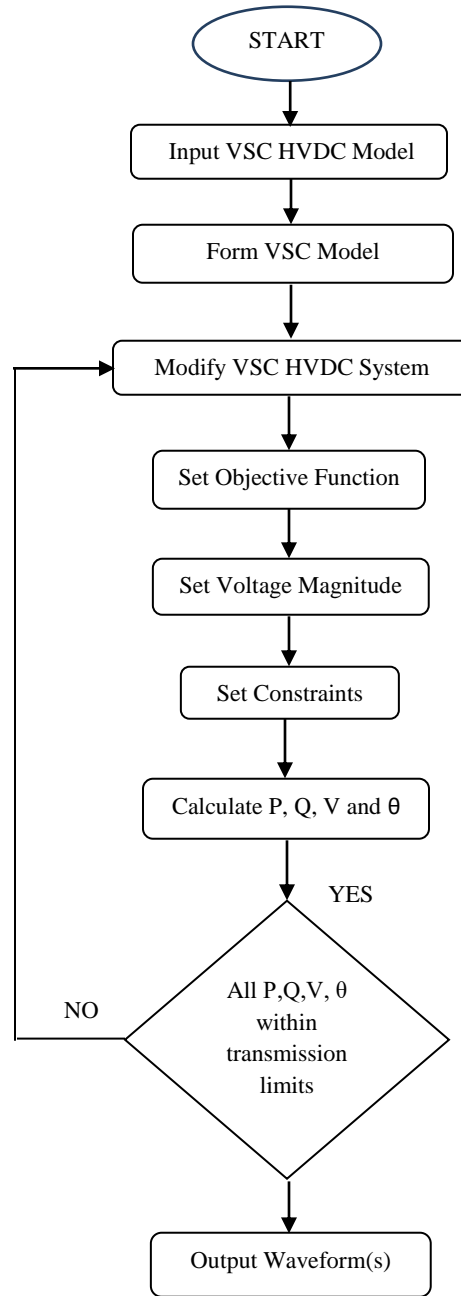 START
Input VSC HVDC Model
Form VSC Model
Modify VSC HVDC System
Set Objective Function
Set Voltage Magnitude
Set Constraints
Calculate P, Q, V and θ
YES
All P,Q,V, θ
within
transmission
limits
NO
Output Waveform(s)